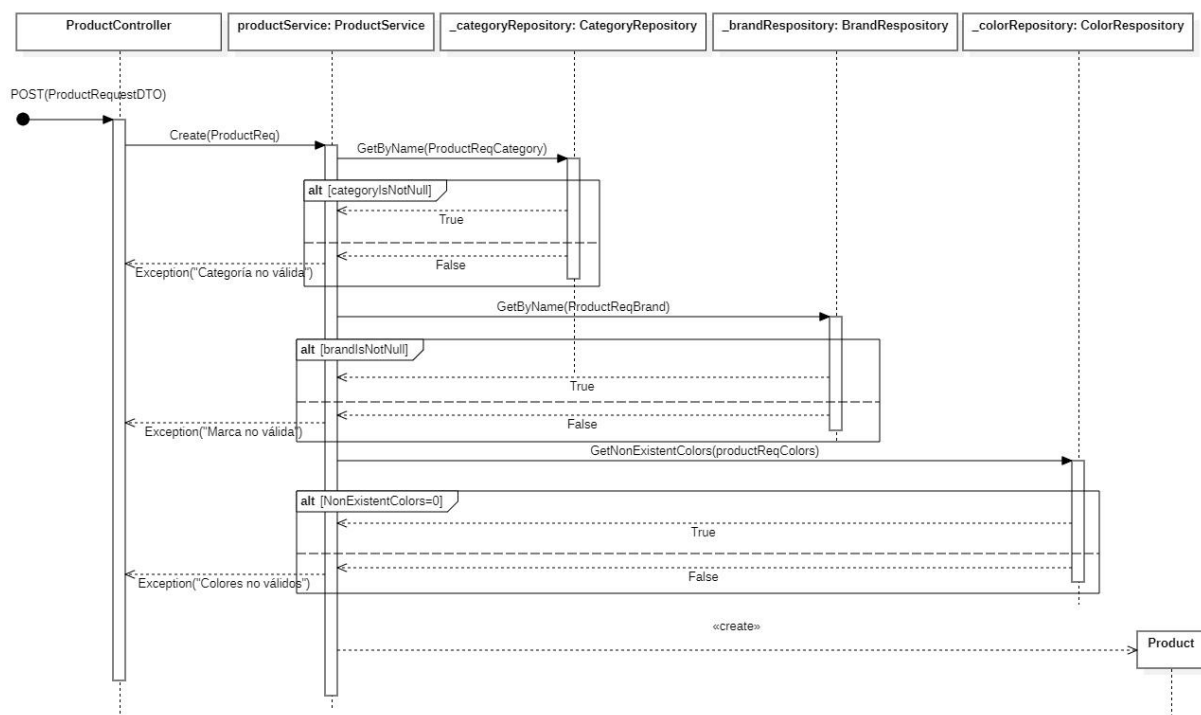 ProductController
productService: ProductService
_categoryRepository: CategoryRepository
_brandRespository: BrandRespository
_colorRepository: ColorRespository
POST(ProductRequestDTO)
Create(ProductReq)
GetByName(ProductReqCategory)
alt [categoryIsNotNull]
True
False
Exception("Categoría no válida")
GetByName(ProductReqBrand)
alt [brandIsNotNull]
True
False
Exception("Marca no válida")
GetNonExistentColors(productReqColors)
alt [NonExistentColors=0]
True
False
Exception("Colores no válidos")
«create»
Product